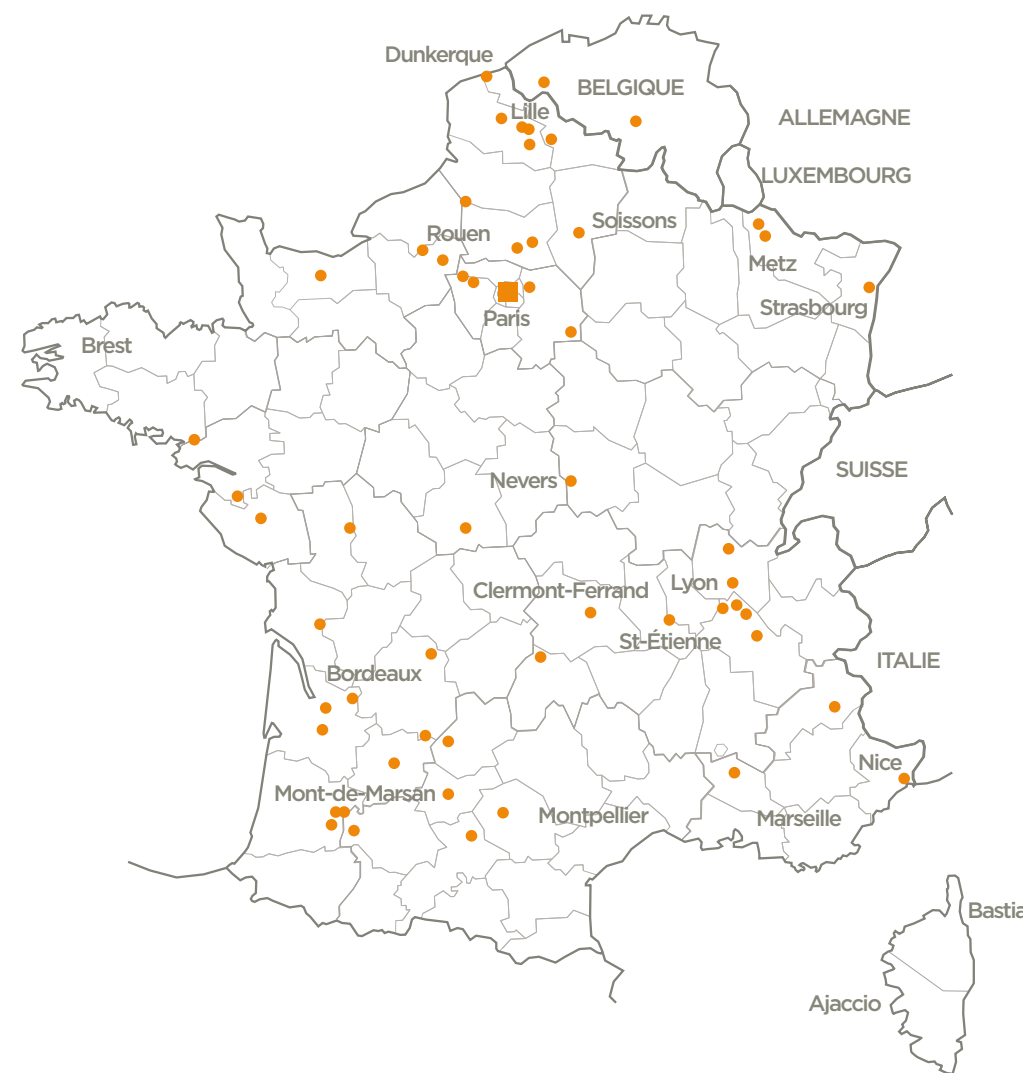 Dunkerque
BELGIQUE
Lille
ALLEMAGNE
LUXEMBOURG
Soissons
Rouen
Metz
Strasbourg
Paris
Brest
SUISSE
Nevers
Lyon
Clermont-Ferrand
St-Étienne
ITALIE
Bordeaux
Nice
Mont-de-Marsan
Montpellier
Marseille
Bastia
Ajaccio